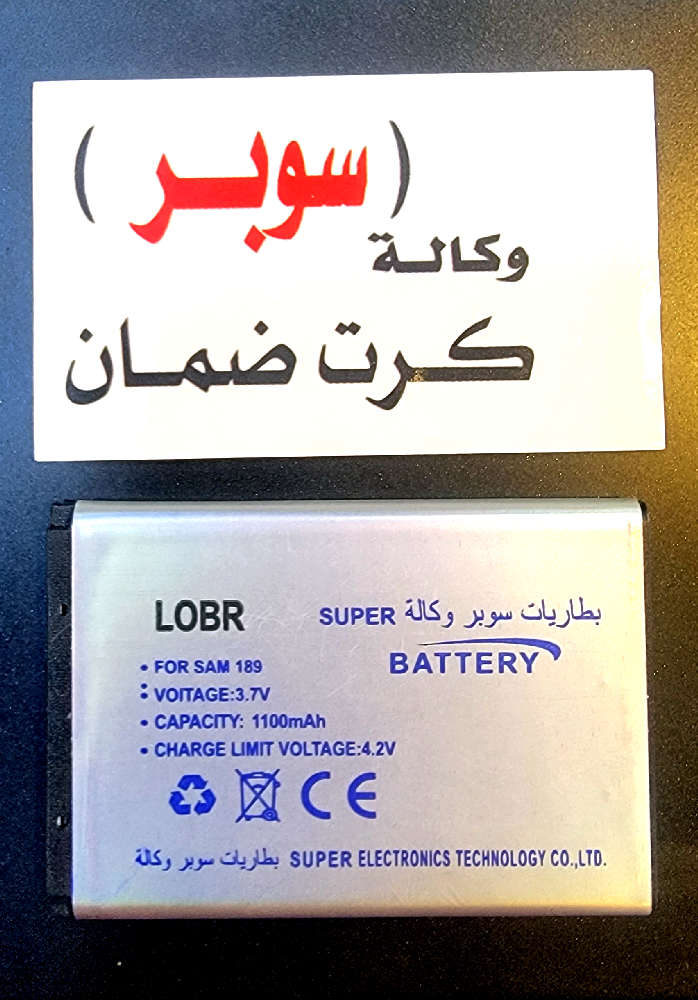 ( سوبر )
وكالة
كرت ضمان
LOBR
SUPER بطاريات سوبر وكالة
BATTERY
• FOR SAM 189
• VOITAGE:3.7V
• CAPACITY: 1100mAh
• CHARGE LIMIT VOLTAGE:4.2V
CE
بطاريات سوبر وكالة SUPER ELECTRONICS TECHNOLOGY CO.,LTD.